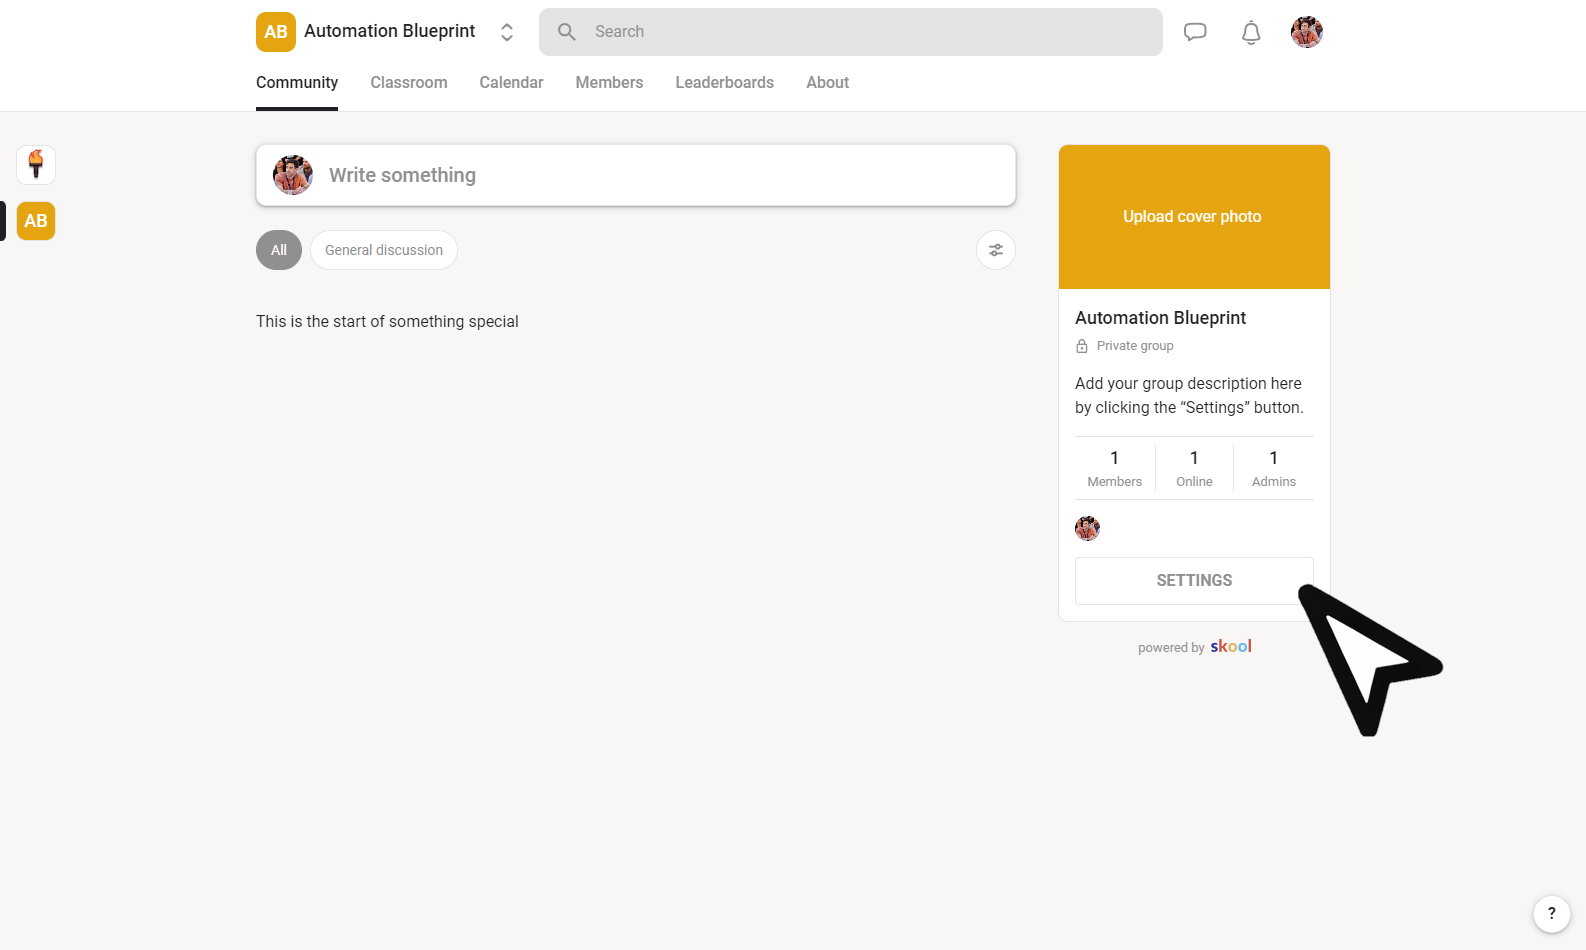 AB Automation Blueprint
Search
Community Classroom Calendar Members Leaderboards About
AB
Write something
All General discussion
This is the start of something special
Upload cover photo
Automation Blueprint
Private group
Add your group description here
by clicking the “Settings” button.
1 1 1
Members Online Admins
SETTINGS
powered by skool
?